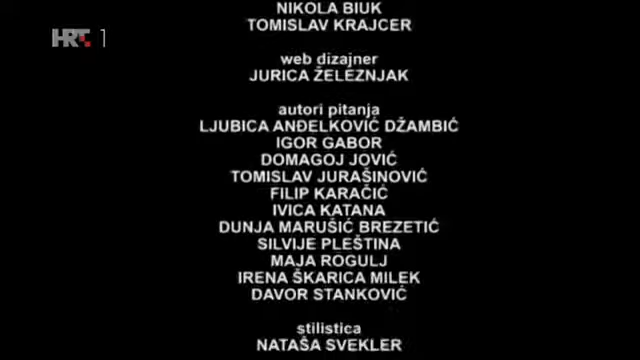 HRT 1
NIKOLA BIUK
TOMISLAV KRAJCER
web dizajner
JURICA ŽELEZNJAK
autori pitanja
LJUBICA ANĐELKOVIĆ DŽAMBIĆ
IGOR GABOR
DOMAGOJ JOVIĆ
TOMISLAV JURAŠINOVIĆ
FILIP KARAČIĆ
IVICA KATANA
DUNJA MARUŠIĆ BREZETIĆ
SILVIJE PLEŠTINA
MAJA ROGULJ
IRENA ŠKARICA MILEK
DAVOR STANKOVIĆ
stilistica
NATAŠA SVEKLER